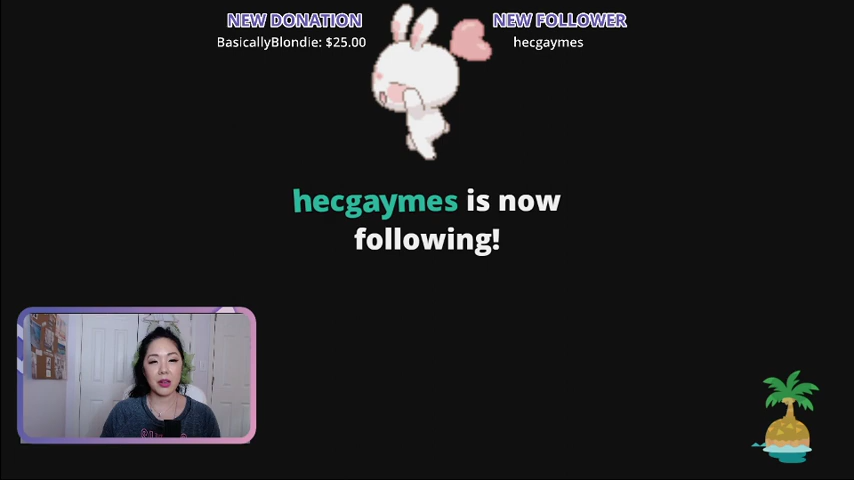 NEW DONATION
BasicallyBlondie: $25.00
NEW FOLLOWER
hecgaymes
hecgaymes is now
following!